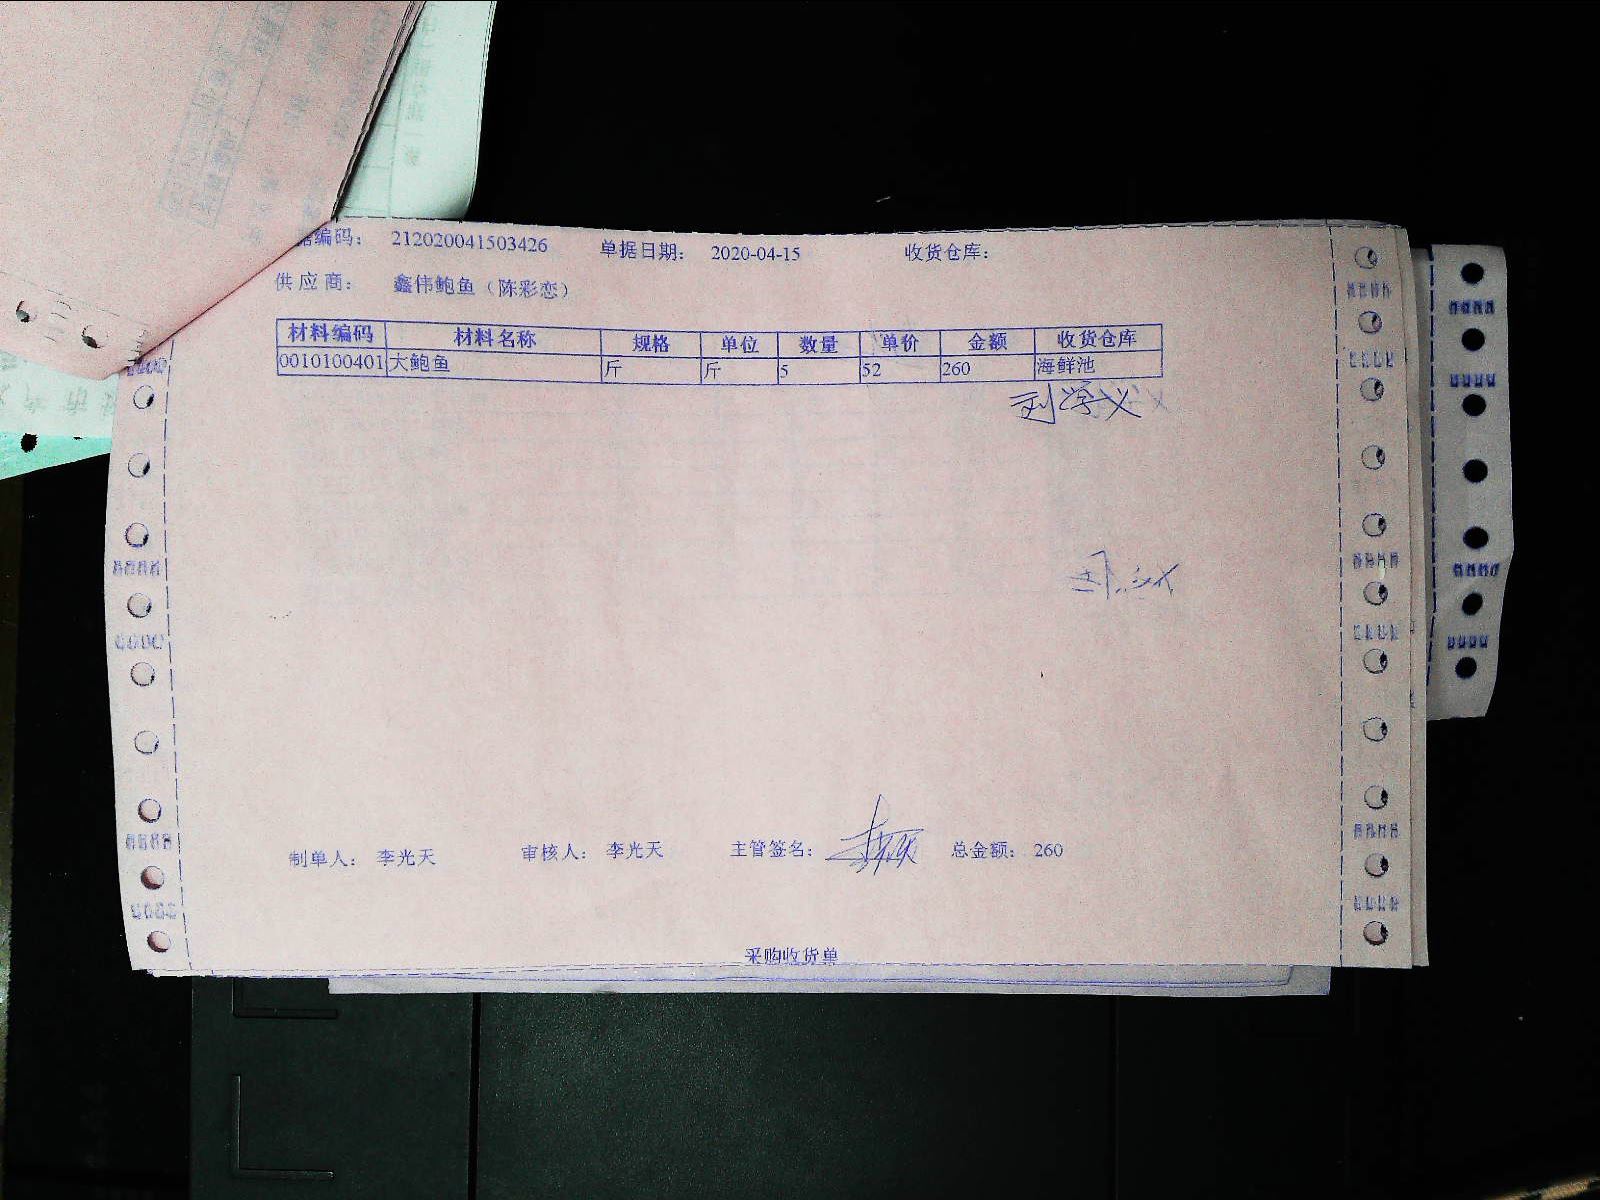 据编码： 212020041503426 单据日期： 2020-04-15 收货仓库：
供应商： 鑫伟鲍鱼（陈彩恋）
材料编码 材料名称 规格 单位 数量 单价 金额 收货仓库
0010100401 大鲍鱼 斤 斤 5 52 260 海鲜池
刘学义
制单人： 李光天 审核人： 李光天 主管签名： 总金额： 260
采购收货单